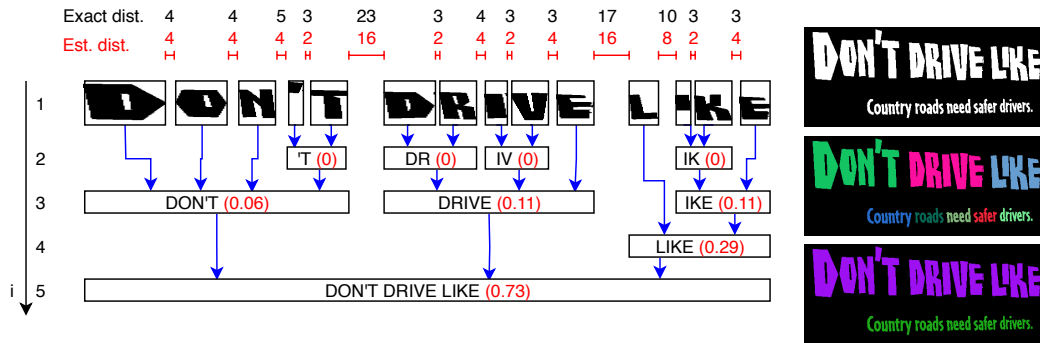 Exact dist. 4 4 5 3 23 3 4 3 3 17 10 3 3
Est. dist. 4 4 4 2 16 2 4 2 4 16 8 2 4
1 D O N ' T D R I V E L I K E
2 'T (0) DR (0) IV (0) IK (0)
3 DON'T (0.06) DRIVE (0.11) IKE (0.11)
4 LIKE (0.29)
i 5 DON'T DRIVE LIKE (0.73)
DON'T DRIVE LIKE
Country roads need safer drivers.
DON'T DRIVE LIKE
Country roads need safer drivers.
DON'T DRIVE LIKE
Country roads need safer drivers.